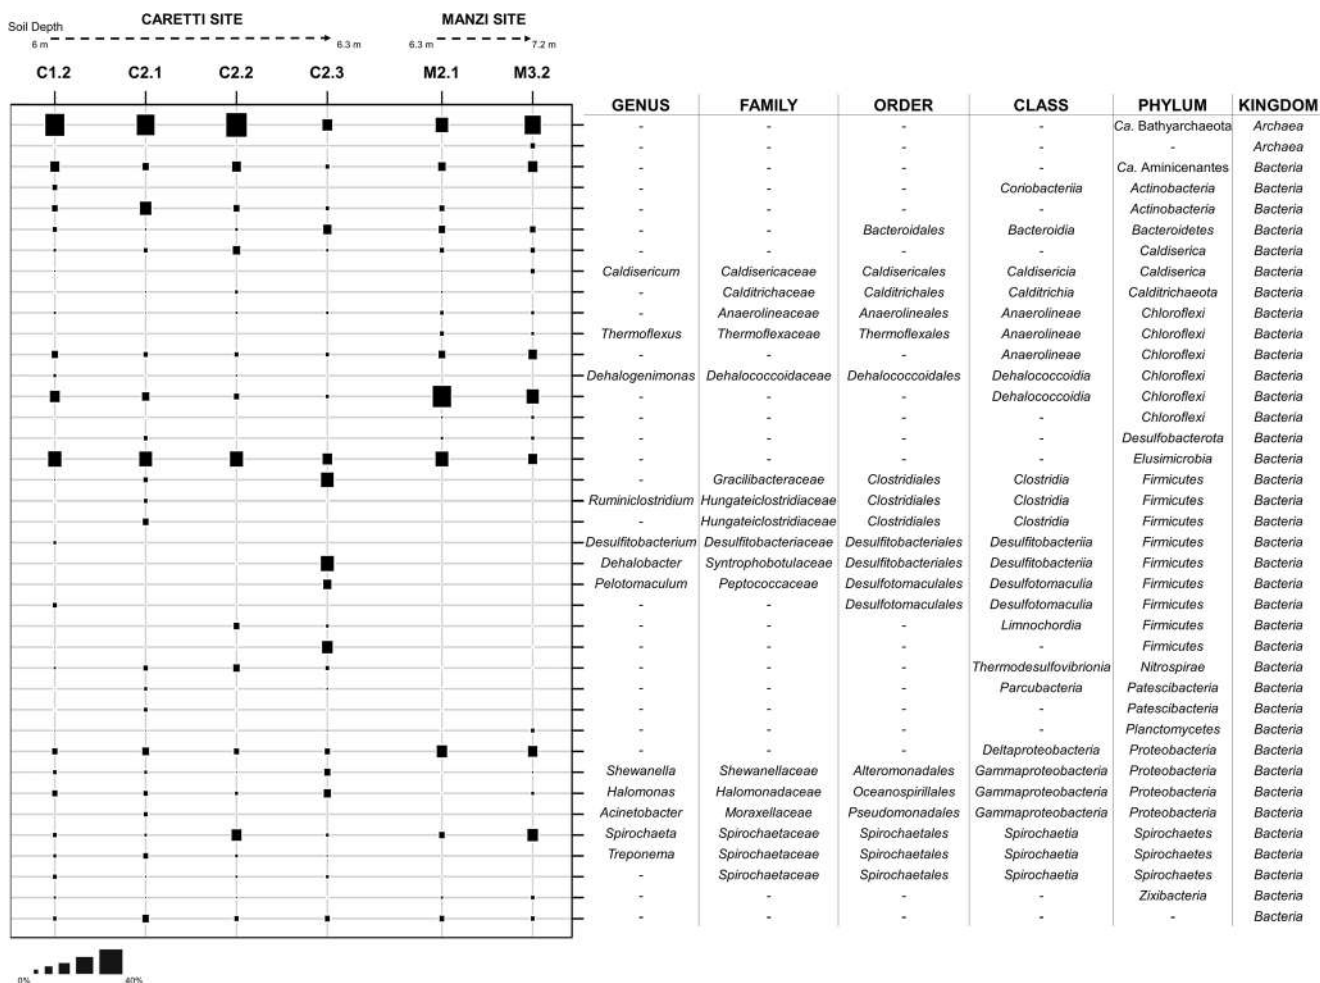 CARETTI SITE MANZI SITE
Soil Depth
6 m 6.3 m 6.3 m 7.2 m
C1.2 C2.1 C2.2 C2.3 M2.1 M3.2
GENUS FAMILY ORDER CLASS PHYLUM KINGDOM
- - - - Ca. Bathyarchaeota Archaea
- - - - - Archaea
- - - - Ca. Aminicenantes Bacteria
- - - Coriobacteriia Actinobacteria Bacteria
- - - - Actinobacteria Bacteria
- - Bacteroidales Bacteroidia Bacteroidetes Bacteria
- - - - Caldiserica Bacteria
Caldisericum Caldisericaceae Caldisericales Caldisericia Caldiserica Bacteria
- Calditrichaceae Calditrichales Calditrichia Calditrichaeota Bacteria
- Anaerolineaceae Anaerolineales Anaerolineae Chloroflexi Bacteria
Thermoflexus Thermoflexaceae Thermoflexales Anaerolineae Chloroflexi Bacteria
- - - Anaerolineae Chloroflexi Bacteria
Dehalogenimonas Dehalococcoidaceae Dehalococcoidales Dehalococcoidia Chloroflexi Bacteria
- - - Dehalococcoidia Chloroflexi Bacteria
- - - - Chloroflexi Bacteria
- - - - Desulfobacterota Bacteria
- - - - Elusimicrobia Bacteria
- Gracilibacteraceae Clostridiales Clostridia Firmicutes Bacteria
Ruminiclostridium Hungateiclostridiaceae Clostridiales Clostridia Firmicutes Bacteria
- Hungateiclostridiaceae Clostridiales Clostridia Firmicutes Bacteria
Desulfitobacterium Desulfitobacteriaceae Desulfitobacteriales Desulfitobacteriia Firmicutes Bacteria
Dehalobacter Syntrophobotulaceae Desulfitobacteriales Desulfitobacteriia Firmicutes Bacteria
Pelotomaculum Peptococcaceae Desulfotomaculales Desulfotomaculia Firmicutes Bacteria
- - Desulfotomaculales Desulfotomaculia Firmicutes Bacteria
- - - Limnochordia Firmicutes Bacteria
- - - - Firmicutes Bacteria
- - - Thermodesulfovibrionia Nitrospirae Bacteria
- - - Parcubacteria Patescibacteria Bacteria
- - - - Patescibacteria Bacteria
- - - - Planctomycetes Bacteria
- - - Deltaproteobacteria Proteobacteria Bacteria
Shewanella Shewanellaceae Alteromonadales Gammaproteobacteria Proteobacteria Bacteria
Halomonas Halomonadaceae Oceanospirillales Gammaproteobacteria Proteobacteria Bacteria
Acinetobacter Moraxellaceae Pseudomonadales Gammaproteobacteria Proteobacteria Bacteria
Spirochaeta Spirochaetaceae Spirochaetales Spirochaetia Spirochaetes Bacteria
Treponema Spirochaetaceae Spirochaetales Spirochaetia Spirochaetes Bacteria
- Spirochaetaceae Spirochaetales Spirochaetia Spirochaetes Bacteria
- - - - Zixibacteria Bacteria
- - - - - Bacteria
0% 40%